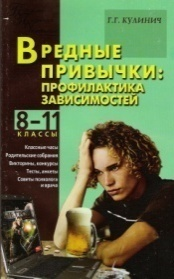 Г.Г. КУЛИНИЧ
ВРЕДНЫЕ
ПРИВЫЧКИ:
ПРОФИЛАКТИКА
ЗАВИСИМОСТЕЙ
8–11
КЛАССЫ
Классные часы
Родительские собрания
Викторины, конкурсы
Тесты, анкеты
Советы психолога
и врача